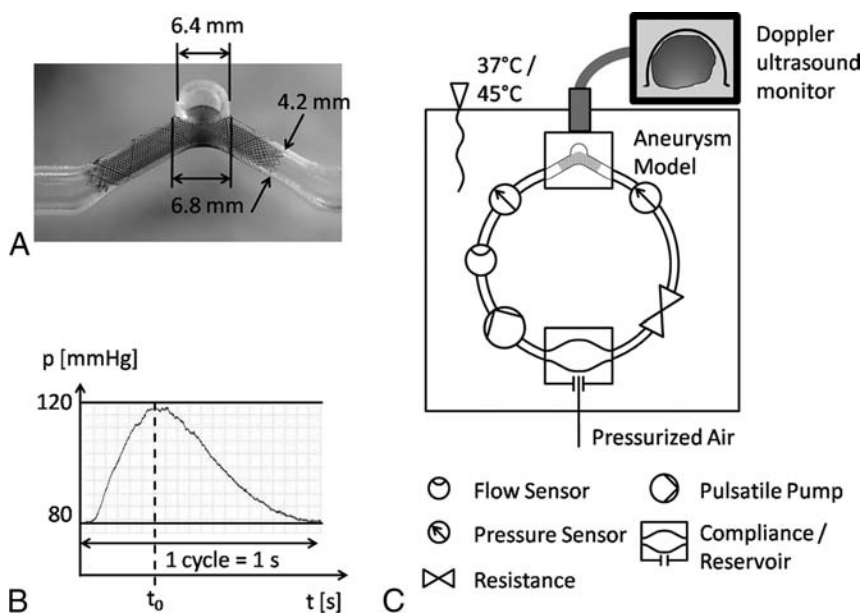 6.4 mm
4.2 mm
6.8 mm
A
p [mmHg]
120
80
1 cycle = 1 s
t₀
t [s]
B
37°C /
45°C
Doppler
ultrasound
monitor
Aneurysm
Model
Pressurized Air
Flow Sensor
Pulsatile Pump
Pressure Sensor
Compliance /
Reservoir
Resistance
C